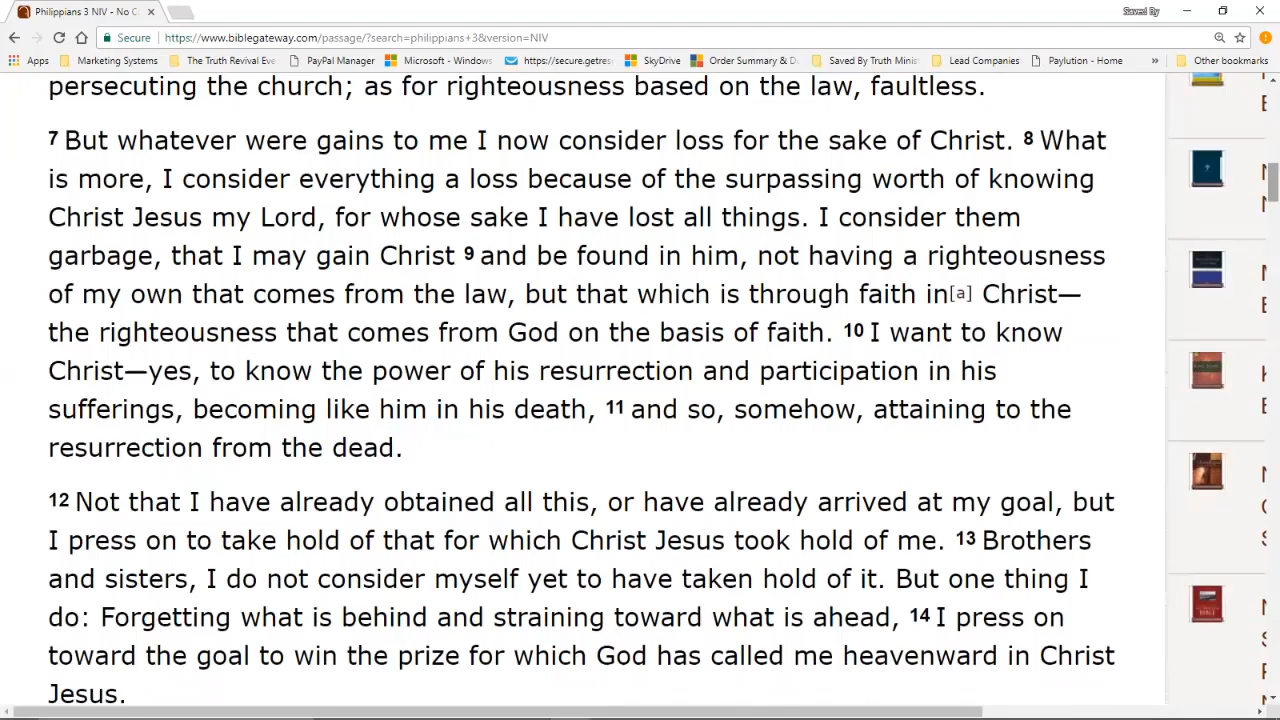 Philippians 3 NIV - No C
Saved By
Secure
https://www.biblegateway.com/passage/?search=philippians+3&version=NIV
Apps Marketing Systems The Truth Reveal Eve PayPal Manager Microsoft - Windows https://secure.getres SkyDrive Order Summary, & D Saved By Truth Minis Lead Companies Paylution - Home » Other bookmarks
persecuting the church; as for righteousness based on the law, faultless.
7 But whatever were gains to me I now consider loss for the sake of Christ. 8 What
is more, I consider everything a loss because of the surpassing worth of knowing
Christ Jesus my Lord, for whose sake I have lost all things. I consider them
garbage, that I may gain Christ 9 and be found in him, not having a righteousness
of my own that comes from the law, but that which is through faith in[a] Christ—
the righteousness that comes from God on the basis of faith. 10 I want to know
Christ—yes, to know the power of his resurrection and participation in his
sufferings, becoming like him in his death, 11 and so, somehow, attaining to the
resurrection from the dead.
12 Not that I have already obtained all this, or have already arrived at my goal, but
I press on to take hold of that for which Christ Jesus took hold of me. 13 Brothers
and sisters, I do not consider myself yet to have taken hold of it. But one thing I
do: Forgetting what is behind and straining toward what is ahead, 14 I press on
toward the goal to win the prize for which God has called me heavenward in Christ
Jesus.